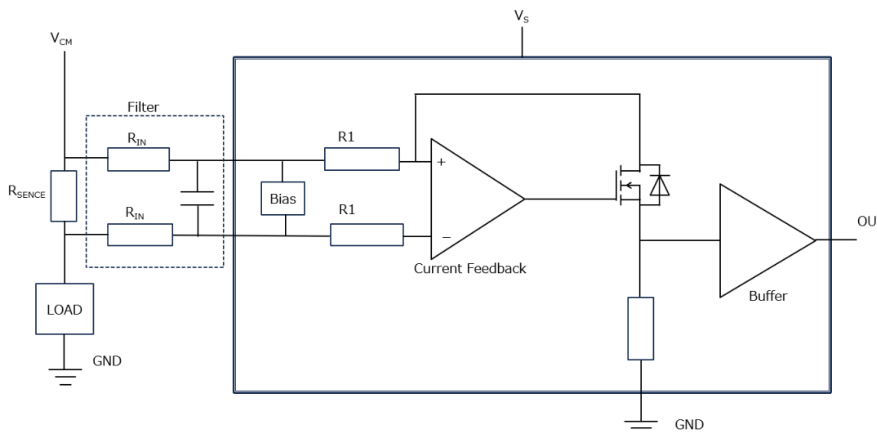 VS
VCM
Filter
RIN
R1
+
RSENCE
Bias
RIN
R1
−
Current Feedback
OU
Buffer
LOAD
GND
GND